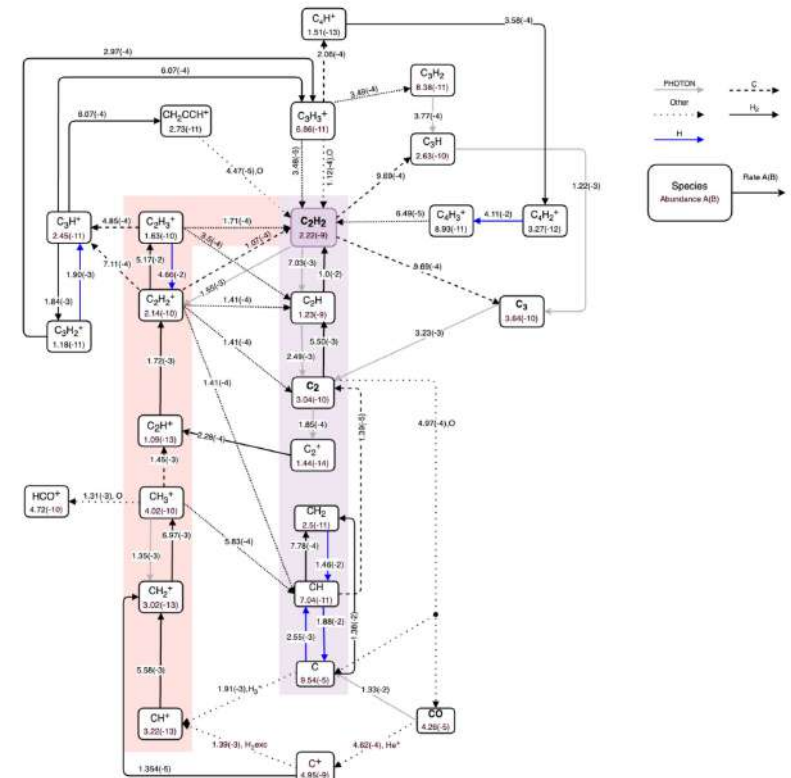 C₄H⁺
1.51(-13)
3.58(-4)
2.97(-4)
2.06(-4)
6.07(-4)
C₃H₂
8.38(-11)
3.49(-4)
PHOTON
C
Other
H₂
H
6.07(-4)
CH₂CCH⁺
2.73(-11)
C₃H₃⁺
6.86(-11)
3.77(-4)
C₃H
2.63(-10)
4.47(-5),O
3.46(-5)
1.12(-4),O
9.69(-4)
1.22(-3)
Species
Abundance A(B)
Rate A(B)
C₃H⁺
2.45(-11)
4.85(-4)
C₂H₃⁺
1.63(-10)
1.71(-4)
C₂H₂
2.22(-9)
6.49(-5)
C₄H₃⁺
8.93(-11)
4.11(-2)
C₄H₂⁺
3.27(-12)
3.5(-4)
1.07(-4)
7.11(-4)
5.17(-2)
4.66(-2)
1.90(-3)
7.03(-3)
1.0(-2)
9.69(-4)
1.65(-3)
1.84(-3)
C₂H₂⁺
2.14(-10)
1.41(-4)
C₂H
1.23(-9)
C₃
3.64(-10)
C₃H₂⁺
1.18(-11)
1.41(-4)
3.23(-3)
1.72(-3)
2.49(-3)
5.50(-3)
1.41(-4)
C₂
3.04(-10)
4.97(-4),O
1.85(-4)
1.39(-5)
C₂H⁺
1.09(-13)
2.28(-4)
C₂⁺
1.44(-14)
1.45(-3)
HCO⁺
4.72(-10)
1.31(-3), O
CH₃⁺
4.02(-10)
CH₂
2.5(-11)
6.97(-3)
5.83(-4)
7.78(-4)
1.46(-2)
1.35(-3)
CH₂⁺
3.02(-13)
CH
7.04(-11)
1.36(-2)
2.55(-3)
1.88(-2)
5.58(-3)
C
9.54(-5)
1.91(-3),H₃
1.33(-2)
CH⁺
3.22(-13)
CO
4.26(-5)
1.39(-3), H₂exc
4.62(-4), He⁺
1.354(-5)
C⁺
4.95(-9)